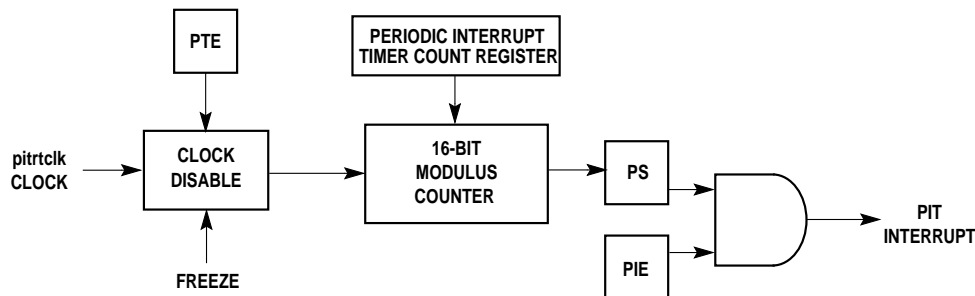 PTE
PERIODIC INTERRUPT
TIMER COUNT REGISTER
pitrtclk
CLOCK
CLOCK
DISABLE
16-BIT
MODULUS
COUNTER
PS
PIE
PIT
INTERRUPT
FREEZE